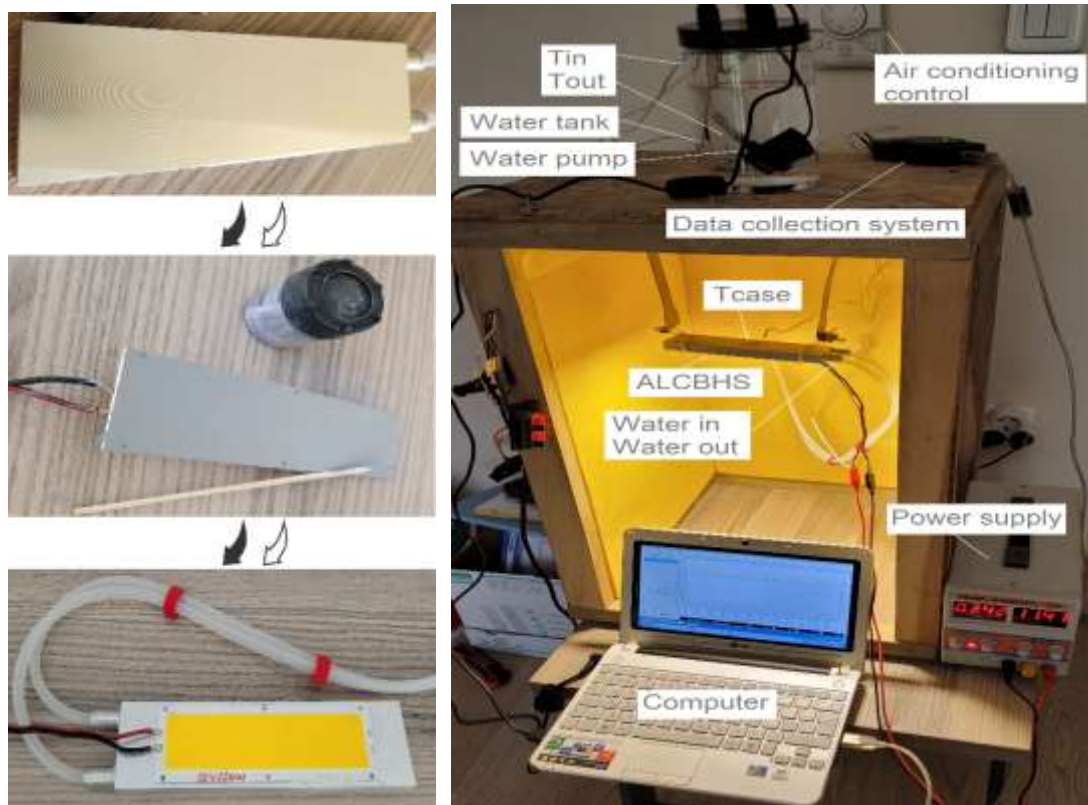 Tin
Tout
Water tank
Water pump
Air conditioning
control
Data collection system
Tcase
ALCBHS
Water in
Water out
Power supply
Computer